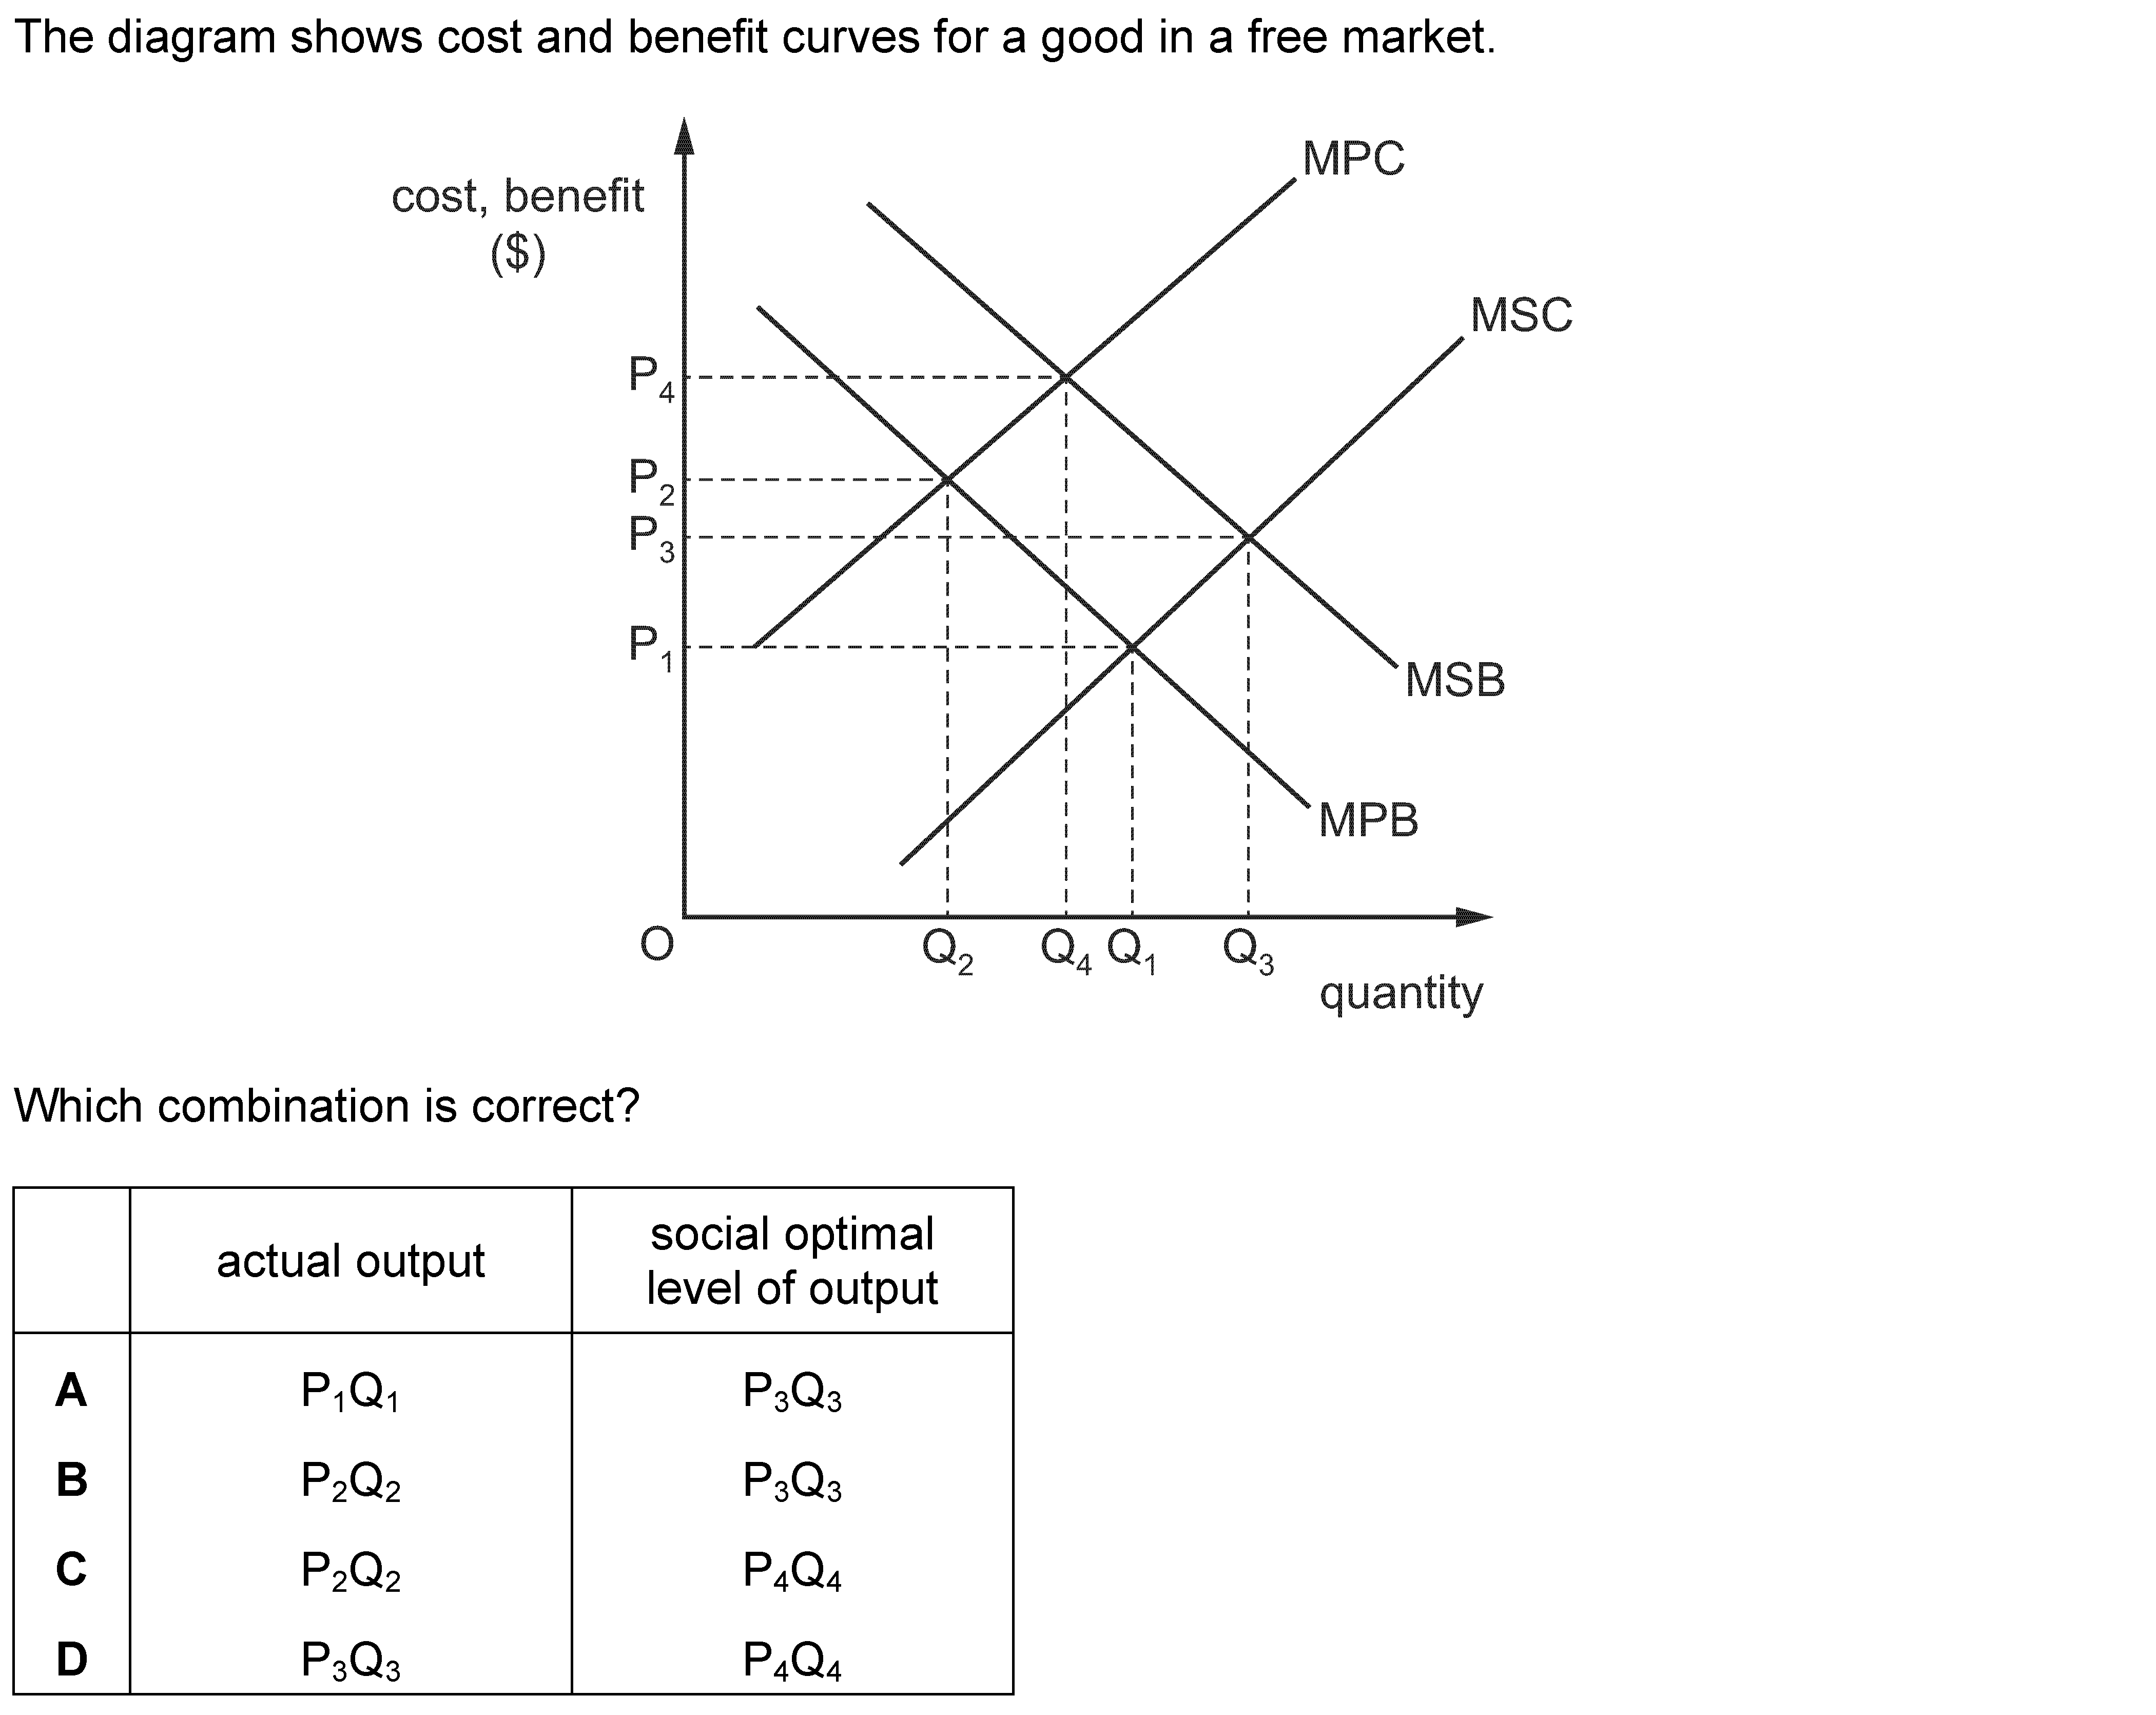 The diagram shows cost and benefit curves for a good in a free market.
cost, benefit
($)
MPC
MSC
P4
P2
P3
P1
MSB
MPB
O
Q2
Q4
Q1
Q3
quantity
Which combination is correct?
actual output
social optimal
level of output
A P1Q1 P3Q3
B P2Q2 P3Q3
C P2Q2 P4Q4
D P3Q3 P4Q4